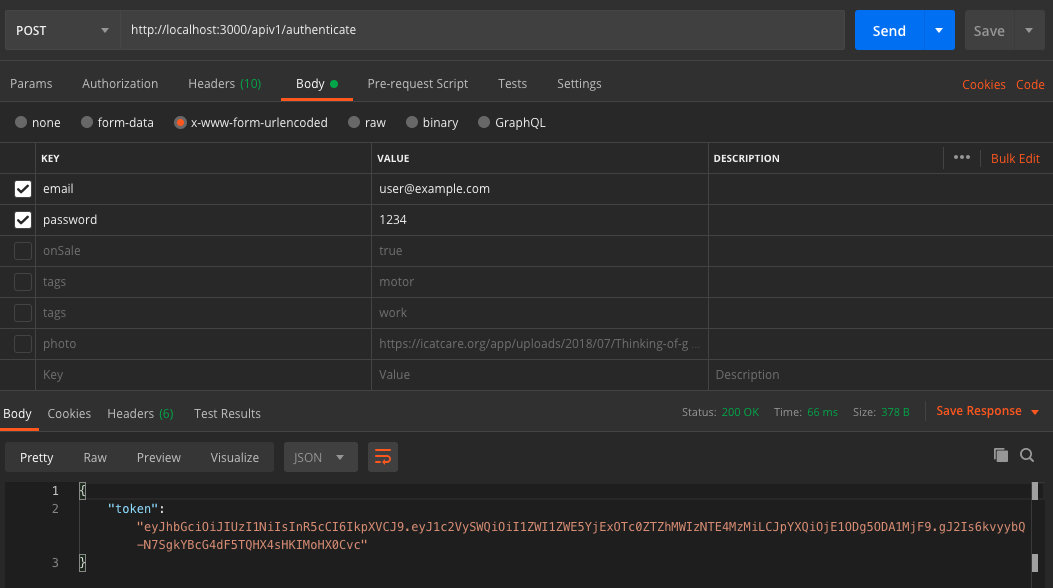 POST http://localhost:3000/apiv1/authenticate Send Save
Params Authorization Headers (10) Body Pre-request Script Tests Settings Cookies Code
none form-data x-www-form-urlencoded raw binary GraphQL
KEY VALUE DESCRIPTION ••• Bulk Edit
email user@example.com
password 1234
onSale true
tags motor
tags work
photo https://icatcare.org/app/uploads/2018/07/Thinking-of-g...
Key Value Description
Body Cookies Headers (6) Test Results Status: 200 OK Time: 66 ms Size: 378 B Save Response
Pretty Raw Preview Visualize JSON
1 {
2 "token":
"eyJhbGciOiJIUzI1NiIsInR5cCI6IkpXVCJ9.eyJ1c2VySWQiOiI1ZWI1ZWE5YjExOTc0ZTZhMWIzNTE4MzMiLCJpYXQiOjE1ODg5ODA1MjF9.gJ2Is6kvyybQ
-N7SgkYBcG4dF5TQHX4sHKIMoHX0Cvc"
3 }